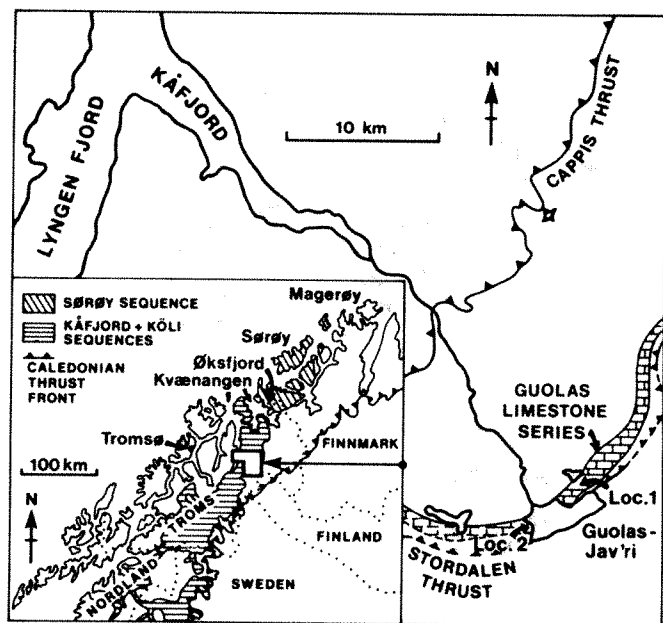 LYNGEN FJORD
KÅFJORD
10 km
N
CAPPIS THRUST
SØRØY SEQUENCE
KÅFJORD + KÖLI
SEQUENCES
CALEDONIAN
THRUST
FRONT
Magerøy
Sørøy
Øksfjord
Kvænangen
Tromsø
100 km
N
FINNMARK
TROMS
NORDLAND
FINLAND
SWEDEN
GUOLAS
LIMESTONE
SERIES
Loc.1
Guolas-
Jav'ri
Loc. 2
STORDALEN
THRUST